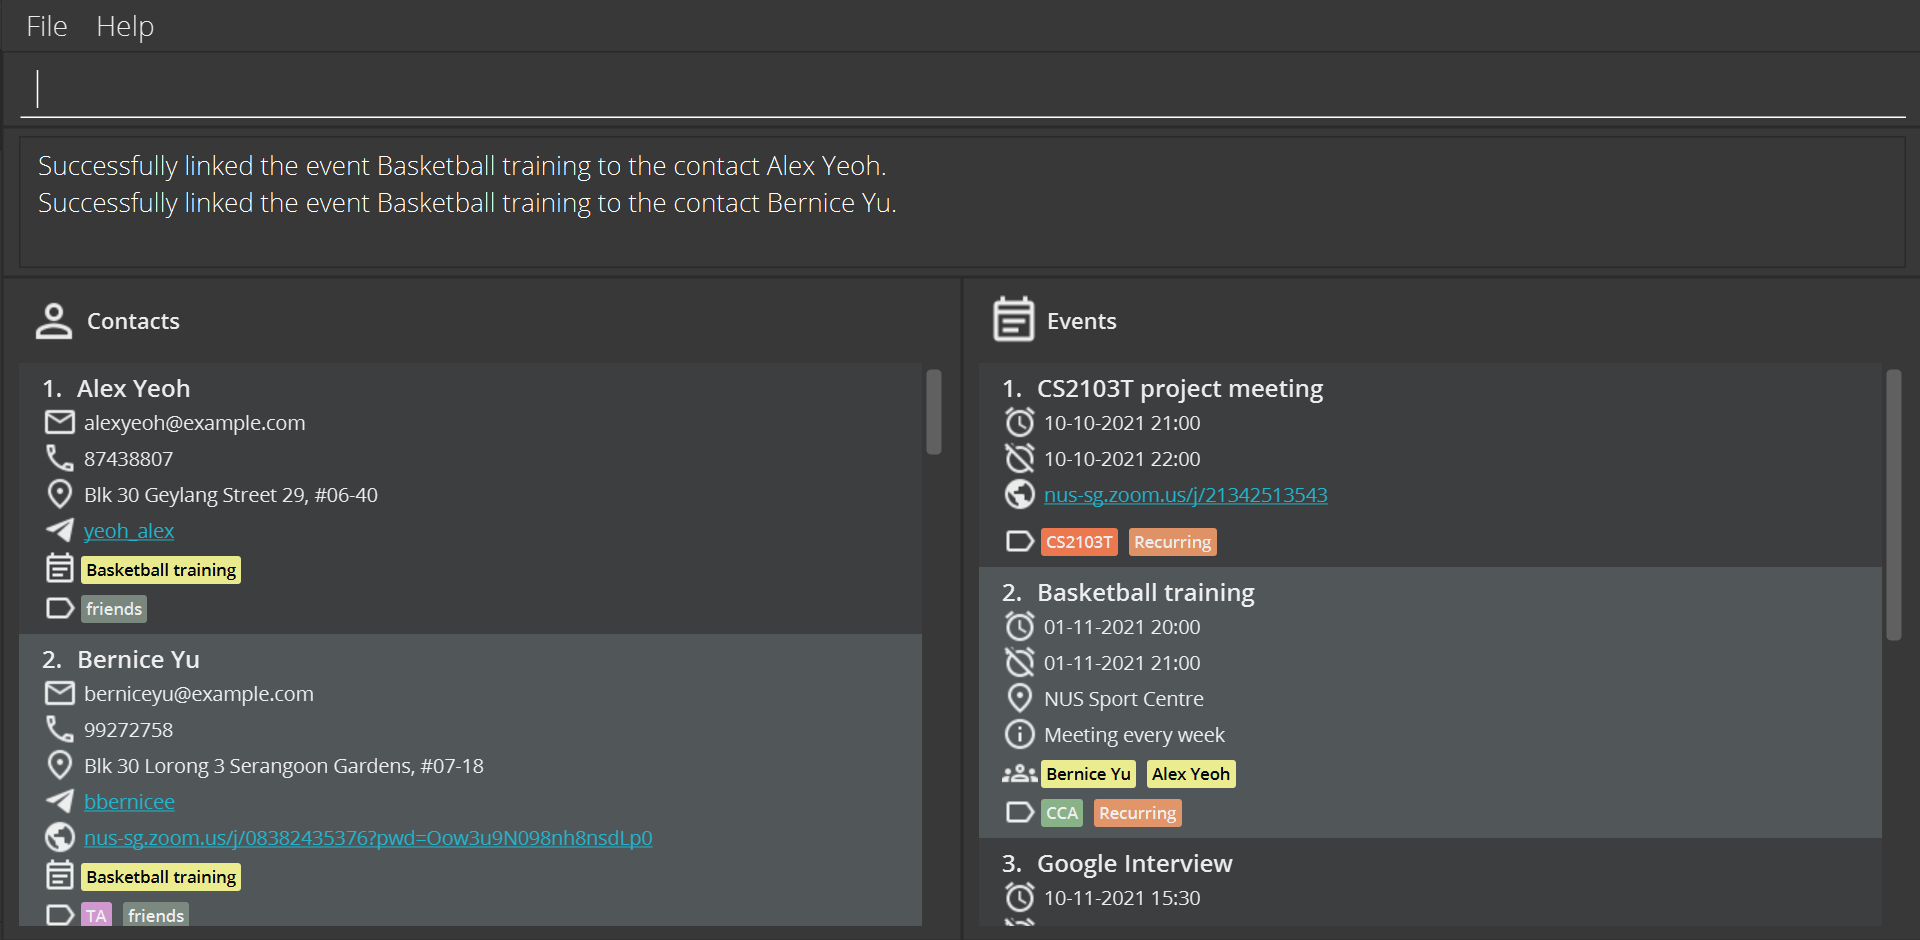 File Help
Successfully linked the event Basketball training to the contact Alex Yeoh.
Successfully linked the event Basketball training to the contact Bernice Yu.
Contacts
1. Alex Yeoh
alexyeoh@example.com
87438807
Blk 30 Geylang Street 29, #06-40
yeoh_alex
Basketball training
friends
2. Bernice Yu
berniceyu@example.com
99272758
Blk 30 Lorong 3 Serangoon Gardens, #07-18
bbernicee
nus-sg.zoom.us/j/08382435376?pwd=Oow3u9N098nh8nsdLp0
Basketball training
TA friends
Events
1. CS2103T project meeting
10-10-2021 21:00
10-10-2021 22:00
nus-sg.zoom.us/j/21342513543
CS2103T Recurring
2. Basketball training
01-11-2021 20:00
01-11-2021 21:00
NUS Sport Centre
Meeting every week
Bernice Yu Alex Yeoh
CCA Recurring
3. Google Interview
10-11-2021 15:30